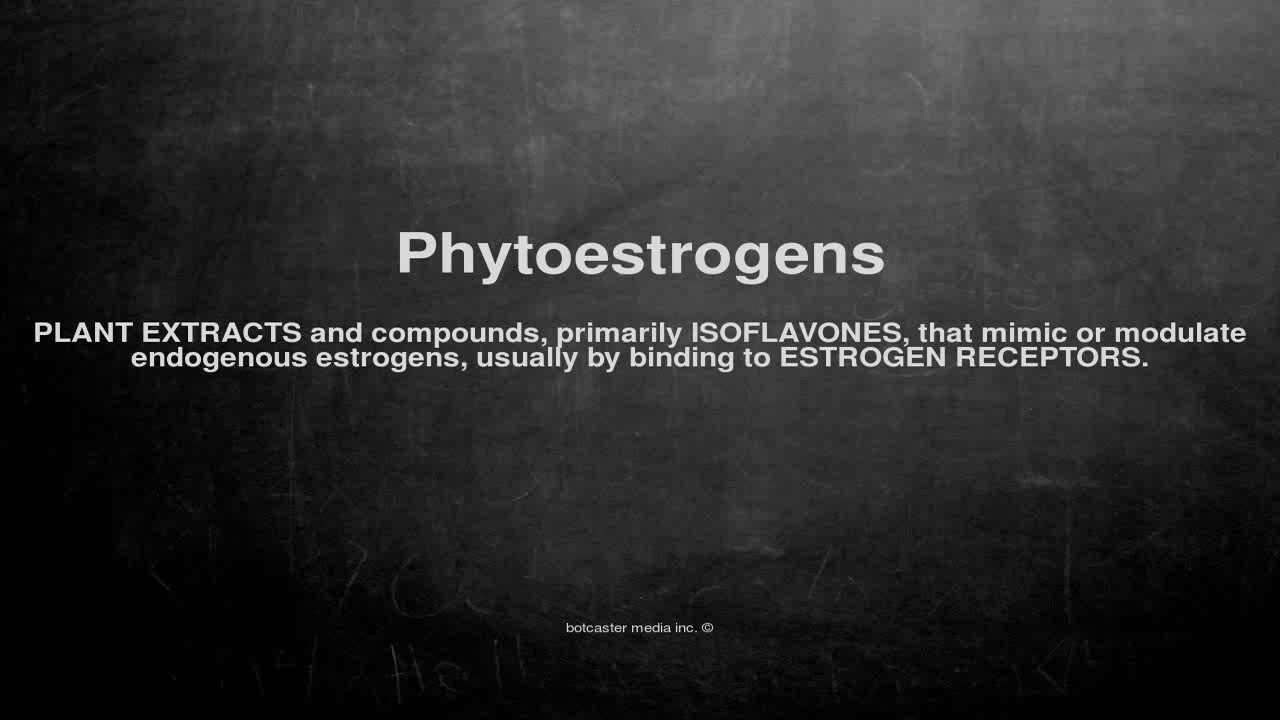 Phytoestrogens
PLANT EXTRACTS and compounds, primarily ISOFLAVONES, that mimic or modulate
endogenous estrogens, usually by binding to ESTROGEN RECEPTORS.
botcaster media inc. ©